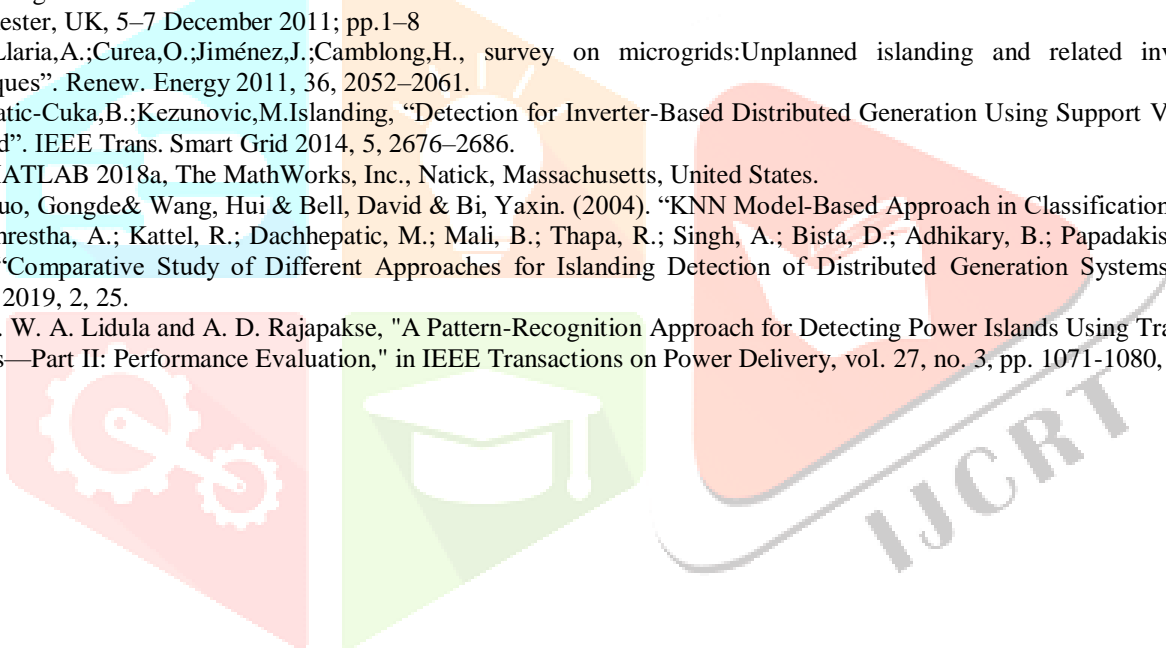 ester, UK, 5–7 December 2011; pp.1–8
Llaria,A.;Curea,O.;Jiménez,J.;Camblong,H., survey on microgrids:Unplanned islanding and related inv
ques”. Renew. Energy 2011, 36, 2052–2061.
atic-Cuka,B.;Kezunovic,M.Islanding, “Detection for Inverter-Based Distributed Generation Using Support V
d”. IEEE Trans. Smart Grid 2014, 5, 2676–2686.
ATLAB 2018a, The MathWorks, Inc., Natick, Massachusetts, United States.
uo, Gongde& Wang, Hui & Bell, David & Bi, Yaxin. (2004). “KNN Model-Based Approach in Classification
hrestha, A.; Kattel, R.; Dachhepatic, M.; Mali, B.; Thapa, R.; Singh, A.; Bista, D.; Adhikary, B.; Papadakis
“Comparative Study of Different Approaches for Islanding Detection of Distributed Generation Systems
2019, 2, 25.
. W. A. Lidula and A. D. Rajapakse, "A Pattern-Recognition Approach for Detecting Power Islands Using Tra
s—Part II: Performance Evaluation," in IEEE Transactions on Power Delivery, vol. 27, no. 3, pp. 1071-1080,
IJCRT